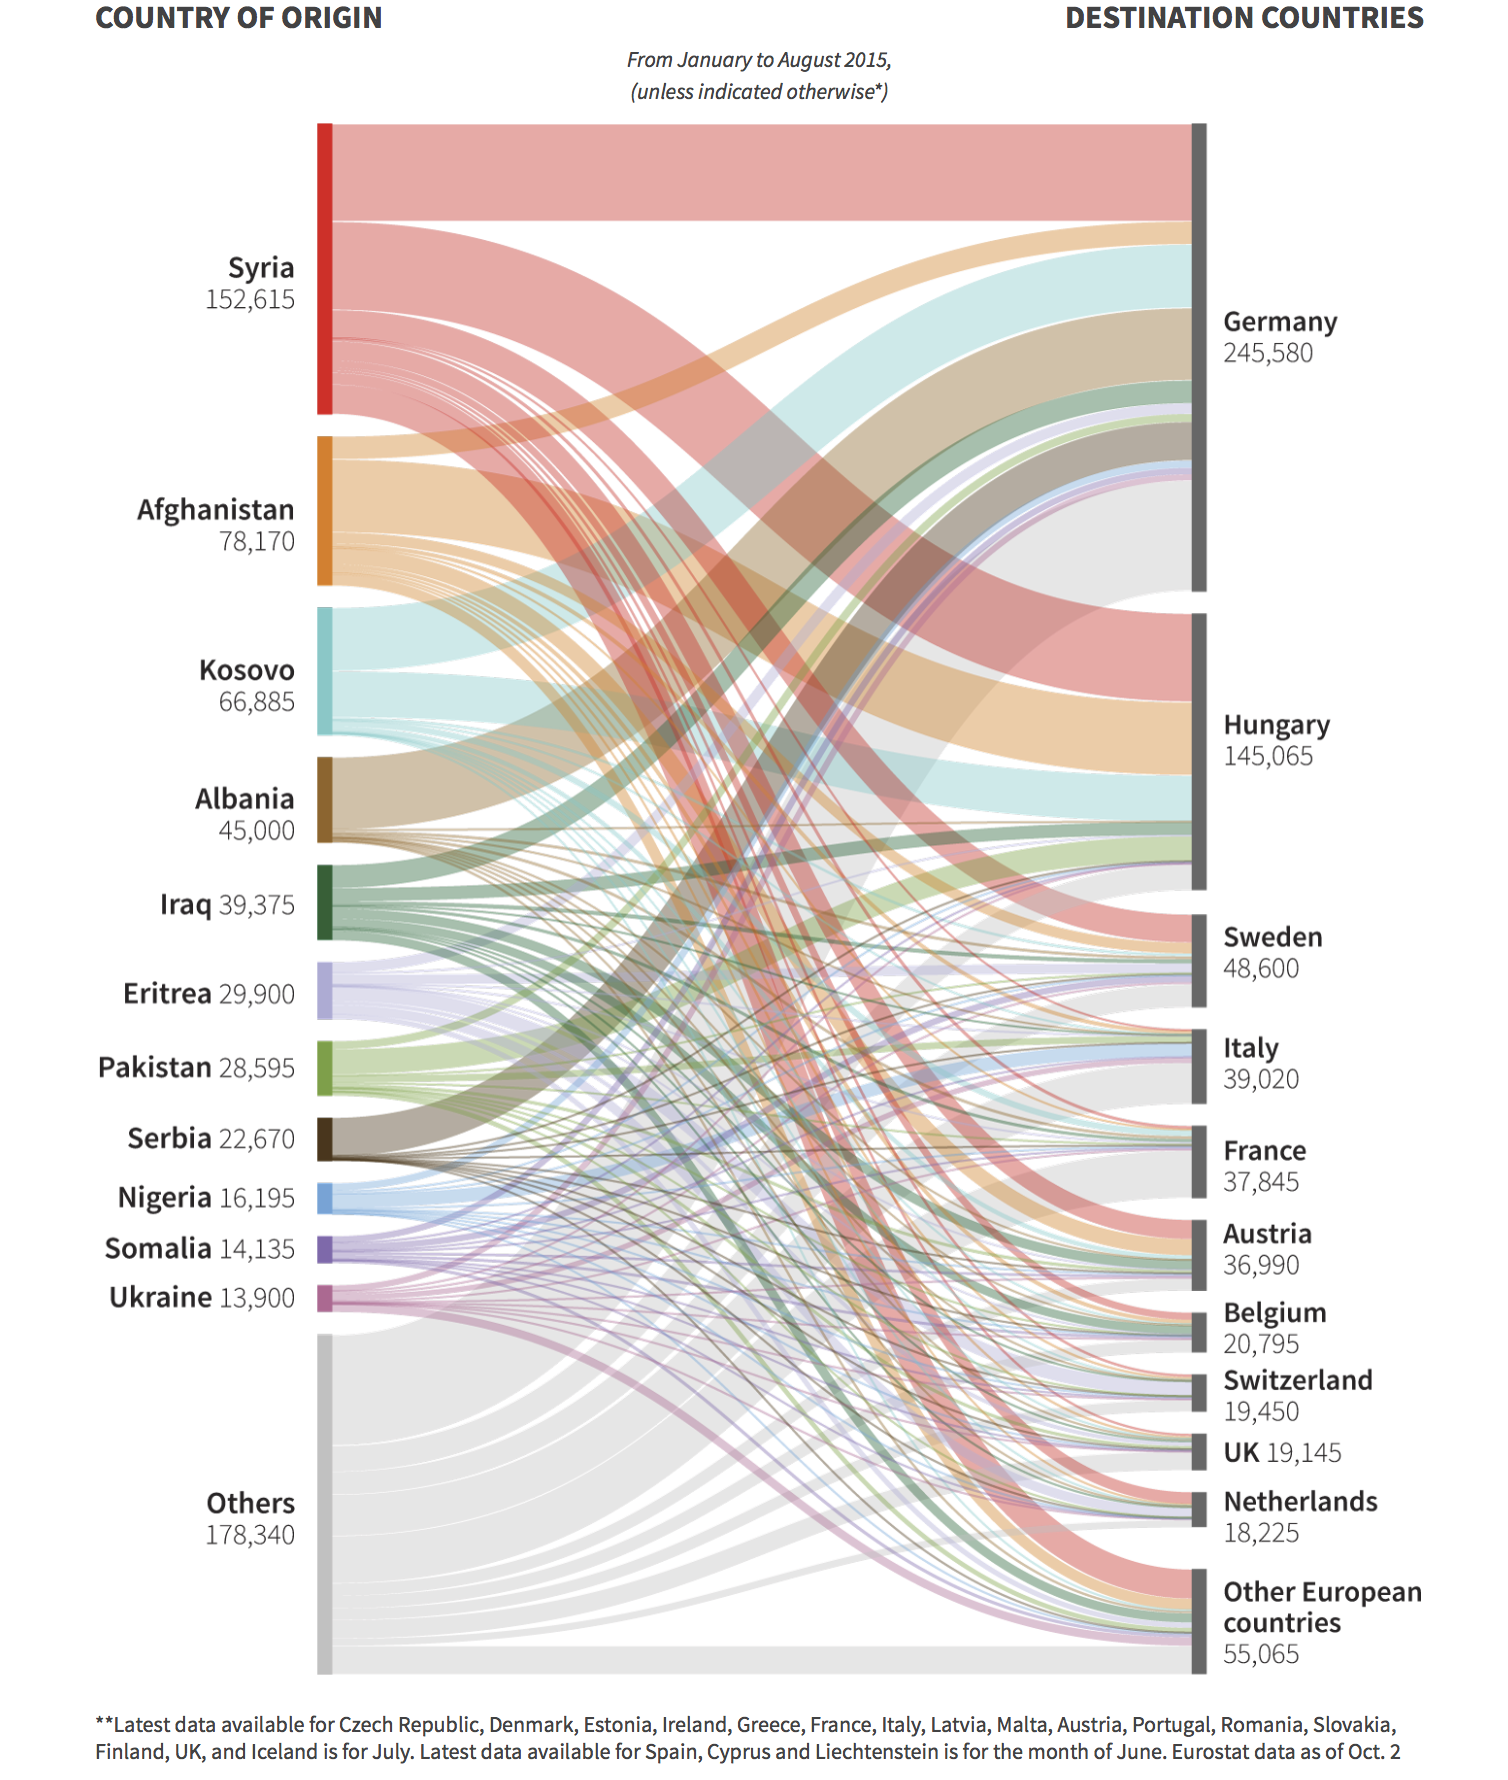 COUNTRY OF ORIGIN
DESTINATION COUNTRIES
From January to August 2015,
(unless indicated otherwise*)
Syria
152,615
Afghanistan
78,170
Kosovo
66,885
Albania
45,000
Iraq 39,375
Eritrea 29,900
Pakistan 28,595
Serbia 22,670
Nigeria 16,195
Somalia 14,135
Ukraine 13,900
Others
178,340
Germany
245,580
Hungary
145,065
Sweden
48,600
Italy
39,020
France
37,845
Austria
36,990
Belgium
20,795
Switzerland
19,450
UK 19,145
Netherlands
18,225
Other European
countries
55,065
**Latest data available for Czech Republic, Denmark, Estonia, Ireland, Greece, France, Italy, Latvia, Malta, Austria, Portugal, Romania, Slovakia,
Finland, UK, and Iceland is for July. Latest data available for Spain, Cyprus and Liechtenstein is for the month of June. Eurostat data as of Oct. 2